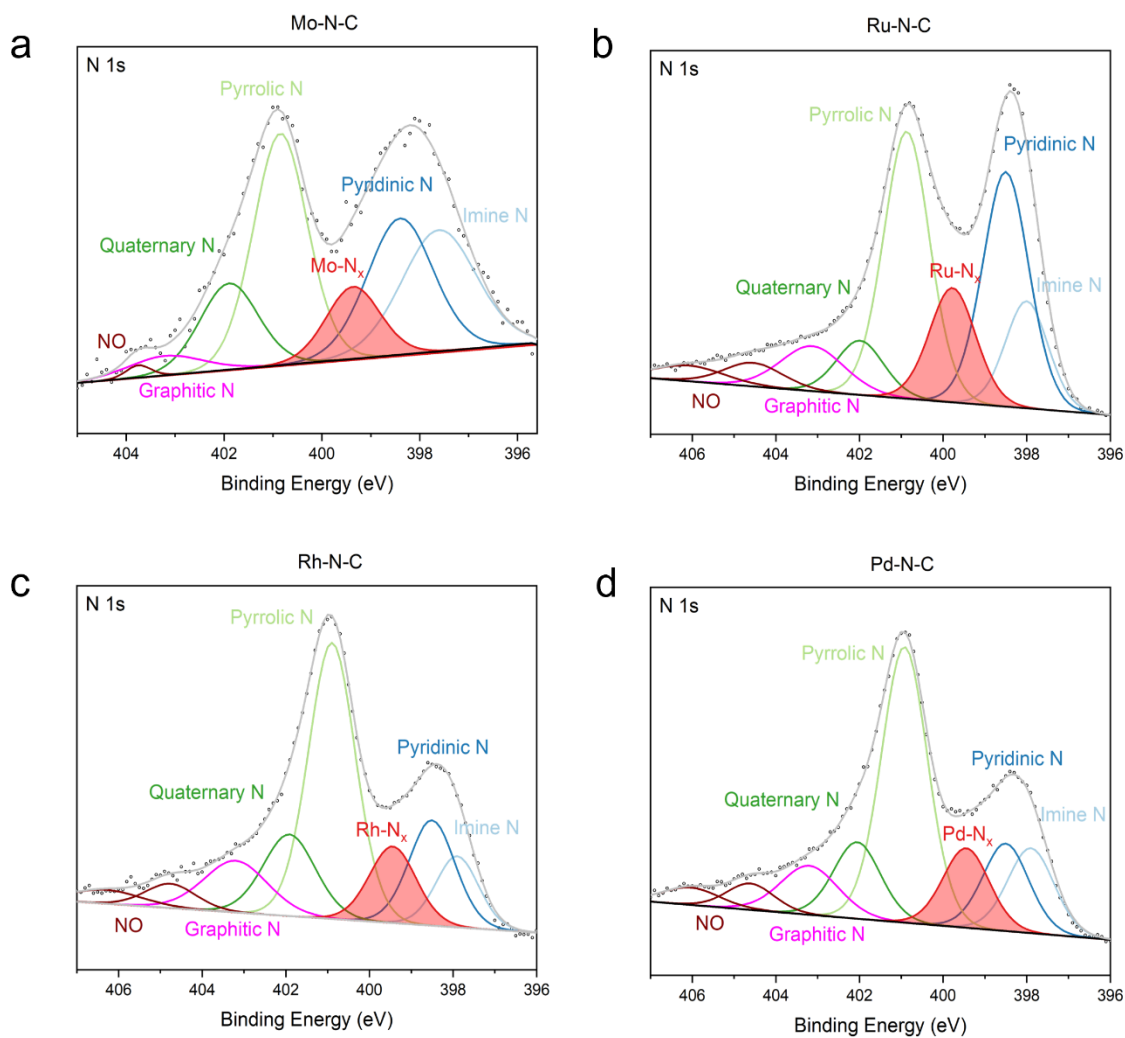 a
Mo-N-C
N 1s
Pyrrolic N
Pyridinic N
Imine N
Quaternary N
Mo-Nx
NO
Graphitic N
404 402 400 398 396
Binding Energy (eV)
b
Ru-N-C
N 1s
Pyrrolic N
Pyridinic N
Quaternary N
Ru-Nx
Imine N
NO
Graphitic N
406 404 402 400 398 396
Binding Energy (eV)
c
Rh-N-C
N 1s
Pyrrolic N
Pyridinic N
Quaternary N
Rh-Nx
Imine N
NO
Graphitic N
406 404 402 400 398 396
Binding Energy (eV)
d
Pd-N-C
N 1s
Pyrrolic N
Pyridinic N
Quaternary N
Pd-Nx
Imine N
NO
Graphitic N
406 404 402 400 398 396
Binding Energy (eV)